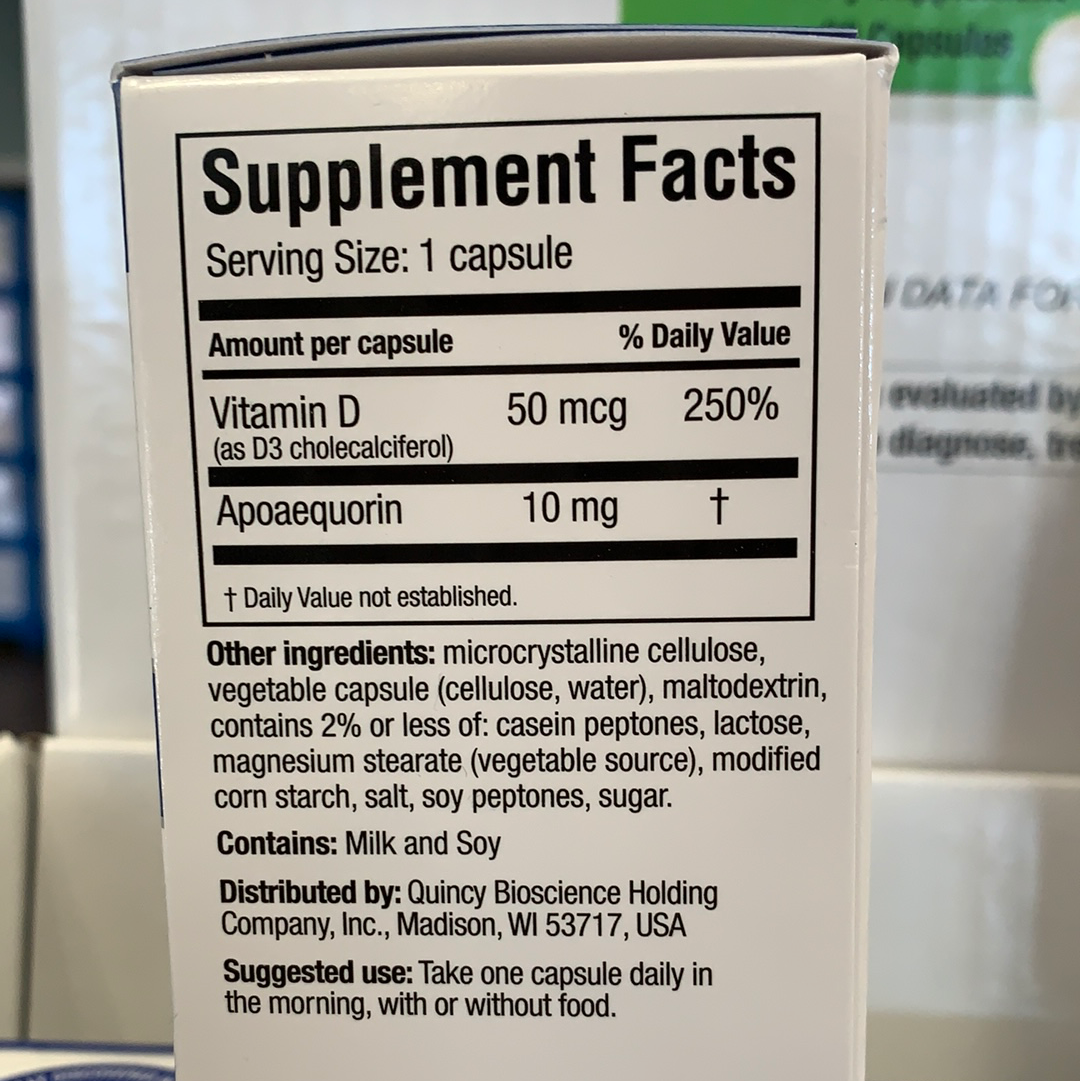 Capsules
Supplement Facts
Serving Size: 1 capsule
Amount per capsule % Daily Value
Vitamin D 50 mcg 250%
(as D3 cholecalciferol)
Apoaequorin 10 mg †
† Daily Value not established.
Other ingredients: microcrystalline cellulose,
vegetable capsule (cellulose, water), maltodextrin,
contains 2% or less of: casein peptones, lactose,
magnesium stearate (vegetable source), modified
corn starch, salt, soy peptones, sugar.
Contains: Milk and Soy
Distributed by: Quincy Bioscience Holding
Company, Inc., Madison, WI 53717, USA
Suggested use: Take one capsule daily in
the morning, with or without food.
DATA
evaluated by
diagnose,